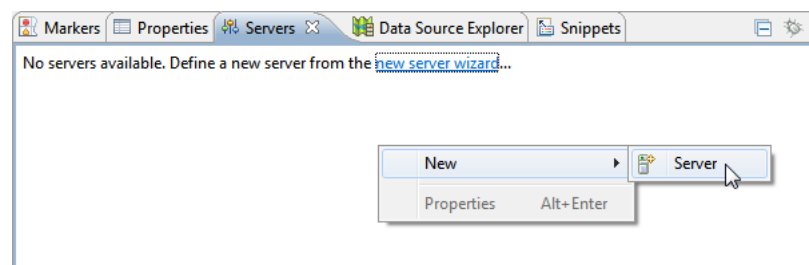 Markers Properties Servers Data Source Explorer Snippets
No servers available. Define a new server from the new server wizard...
New Server
Properties Alt+Enter